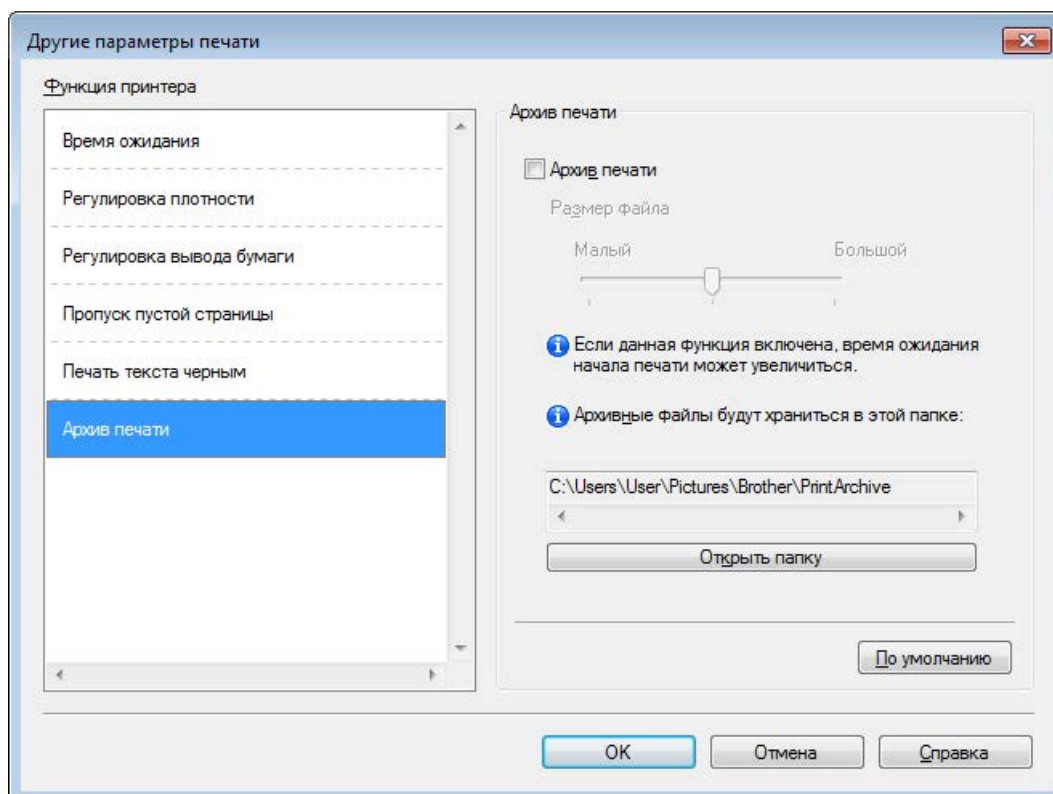 Другие параметры печати
Функция принтера
Время ожидания
Регулировка плотности
Регулировка вывода бумаги
Пропуск пустой страницы
Печать текста черным
Архив печати
Архив печати
Архив печати
Размер файла
Малый Большой
Если данная функция включена, время ожидания
начала печати может увеличиться.
Архивные файлы будут храниться в этой папке:
C:\Users\User\Pictures\Brother\PrintArchive
Открыть папку
По умолчанию
OK Отмена Справка